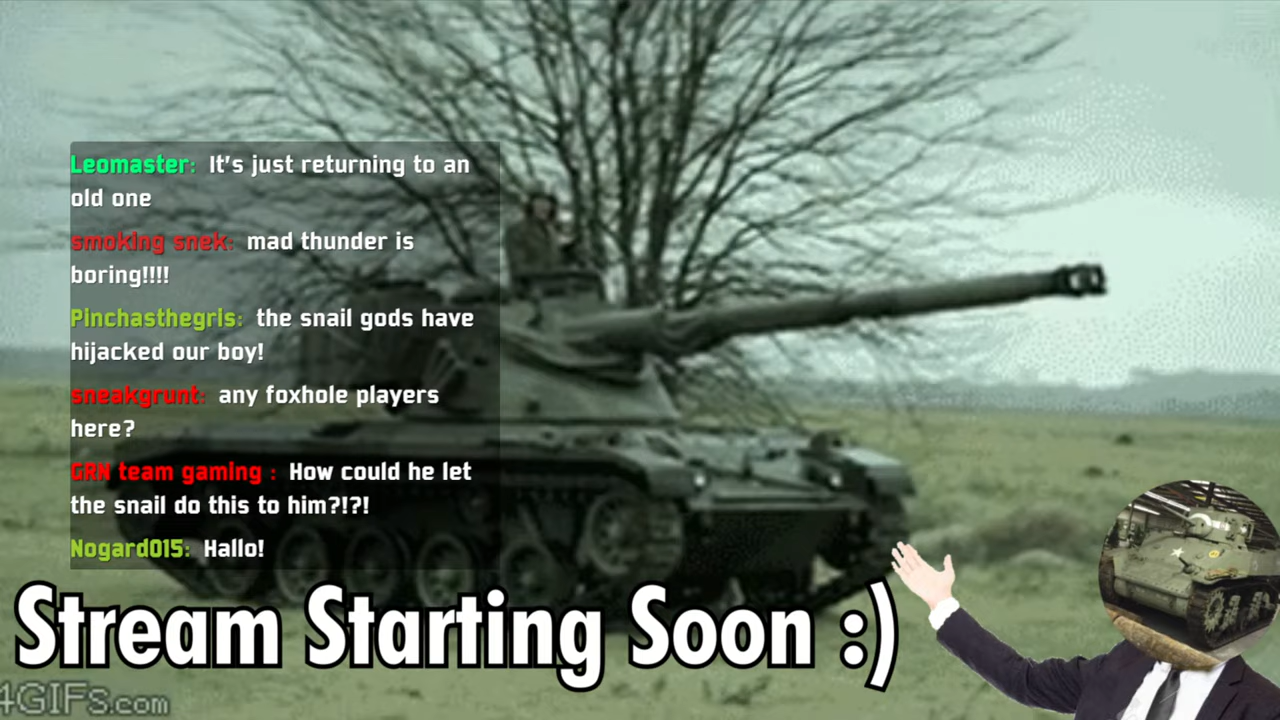 Leomaster: It's just returning to an
old one
smoking snek: mad thunder is
boring!!!!
Pinchasthegris: the snail gods have
hijacked our boy!
sneakgrunt: any foxhole players
here?
GRN team gaming : How could he let
the snail do this to him?!?!
Nogard015: Hallo!
Stream Starting Soon :)
4GIFs.com